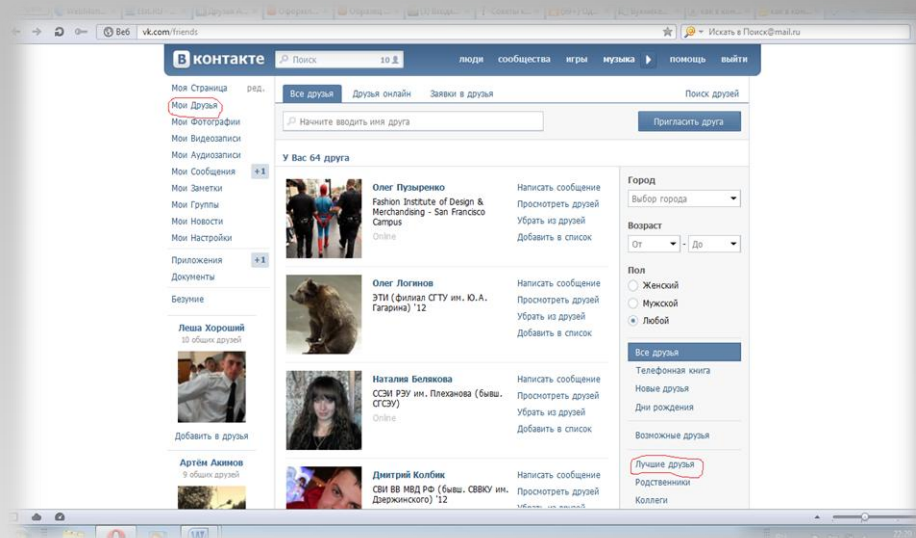 Веб vk.com/friends
Искать в Поиск@mail.ru
В контакте
Поиск 10
люди сообщества игры музыка помощь выйти
Моя Страница ред.
Мои Друзья
Мои Фотографии
Мои Видеозаписи
Мои Аудиозаписи
Мои Сообщения +1
Мои Заметки
Мои Группы
Мои Новости
Мои Настройки
Приложения +1
Документы
Безумие
Леша Хороший
10 общих друзей
Добавить в друзья
Артём Акимов
9 общих друзей
Все друзья Друзья онлайн Заявки в друзья Поиск друзей
Начните вводить имя друга
Пригласить друга
У Вас 64 друга
Олег Пузыренко
Fashion Institute of Design &
Merchandising - San Francisco
Campus
Online
Написать сообщение
Просмотреть друзей
Убрать из друзей
Добавить в список
Олег Логинов
ЭТИ (филиал СГТУ им. Ю.А.
Гагарина) '12
Написать сообщение
Просмотреть друзей
Убрать из друзей
Добавить в список
Наталия Белякова
ССЭИ РЭУ им. Плеханова (бывш.
СГСЭУ)
Online
Написать сообщение
Просмотреть друзей
Убрать из друзей
Добавить в список
Дмитрий Колбик
СВИ ВВ МВД РФ (бывш. СВВКУ им.
Дзержинского) '12
Написать сообщение
Просмотреть друзей
Город
Выбор города
Возраст
От - До
Пол
Женский
Мужской
Любой
Все друзья
Телефонная книга
Новые друзья
Дни рождения
Возможные друзья
Лучшие друзья
Родственники
Коллеги